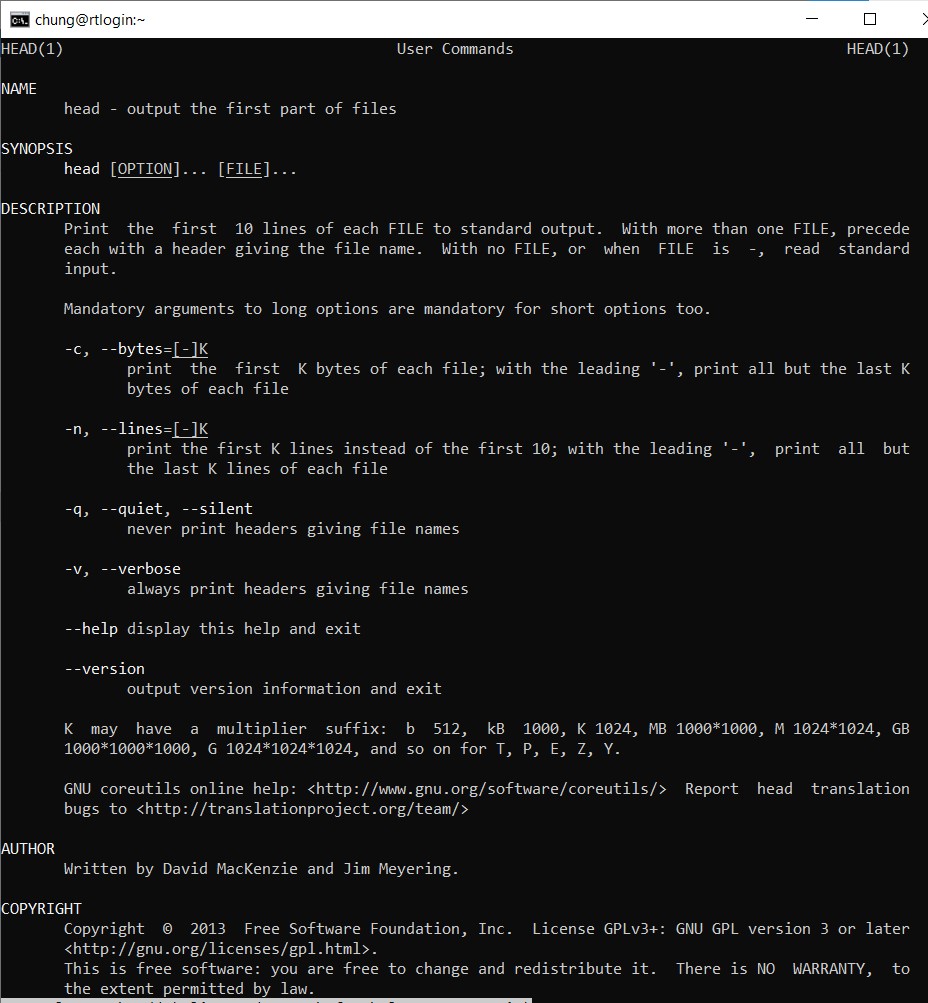 chung@rtlogin:~
HEAD(1) User Commands HEAD(1)
NAME
head - output the first part of files
SYNOPSIS
head [OPTION]... [FILE]...
DESCRIPTION
Print the first 10 lines of each FILE to standard output. With more than one FILE, precede
each with a header giving the file name. With no FILE, or when FILE is -, read standard
input.
Mandatory arguments to long options are mandatory for short options too.
-c, --bytes=[-]K
print the first K bytes of each file; with the leading '-', print all but the last K
bytes of each file
-n, --lines=[-]K
print the first K lines instead of the first 10; with the leading '-', print all but
the last K lines of each file
-q, --quiet, --silent
never print headers giving file names
-v, --verbose
always print headers giving file names
--help display this help and exit
--version
output version information and exit
K may have a multiplier suffix: b 512, kB 1000, K 1024, MB 1000*1000, M 1024*1024, GB
1000*1000*1000, G 1024*1024*1024, and so on for T, P, E, Z, Y.
GNU coreutils online help: <http://www.gnu.org/software/coreutils/> Report head translation
bugs to <http://translationproject.org/team/>
AUTHOR
Written by David MacKenzie and Jim Meyering.
COPYRIGHT
Copyright © 2013 Free Software Foundation, Inc. License GPLv3+: GNU GPL version 3 or later
<http://gnu.org/licenses/gpl.html>.
This is free software: you are free to change and redistribute it. There is NO WARRANTY, to
the extent permitted by law.